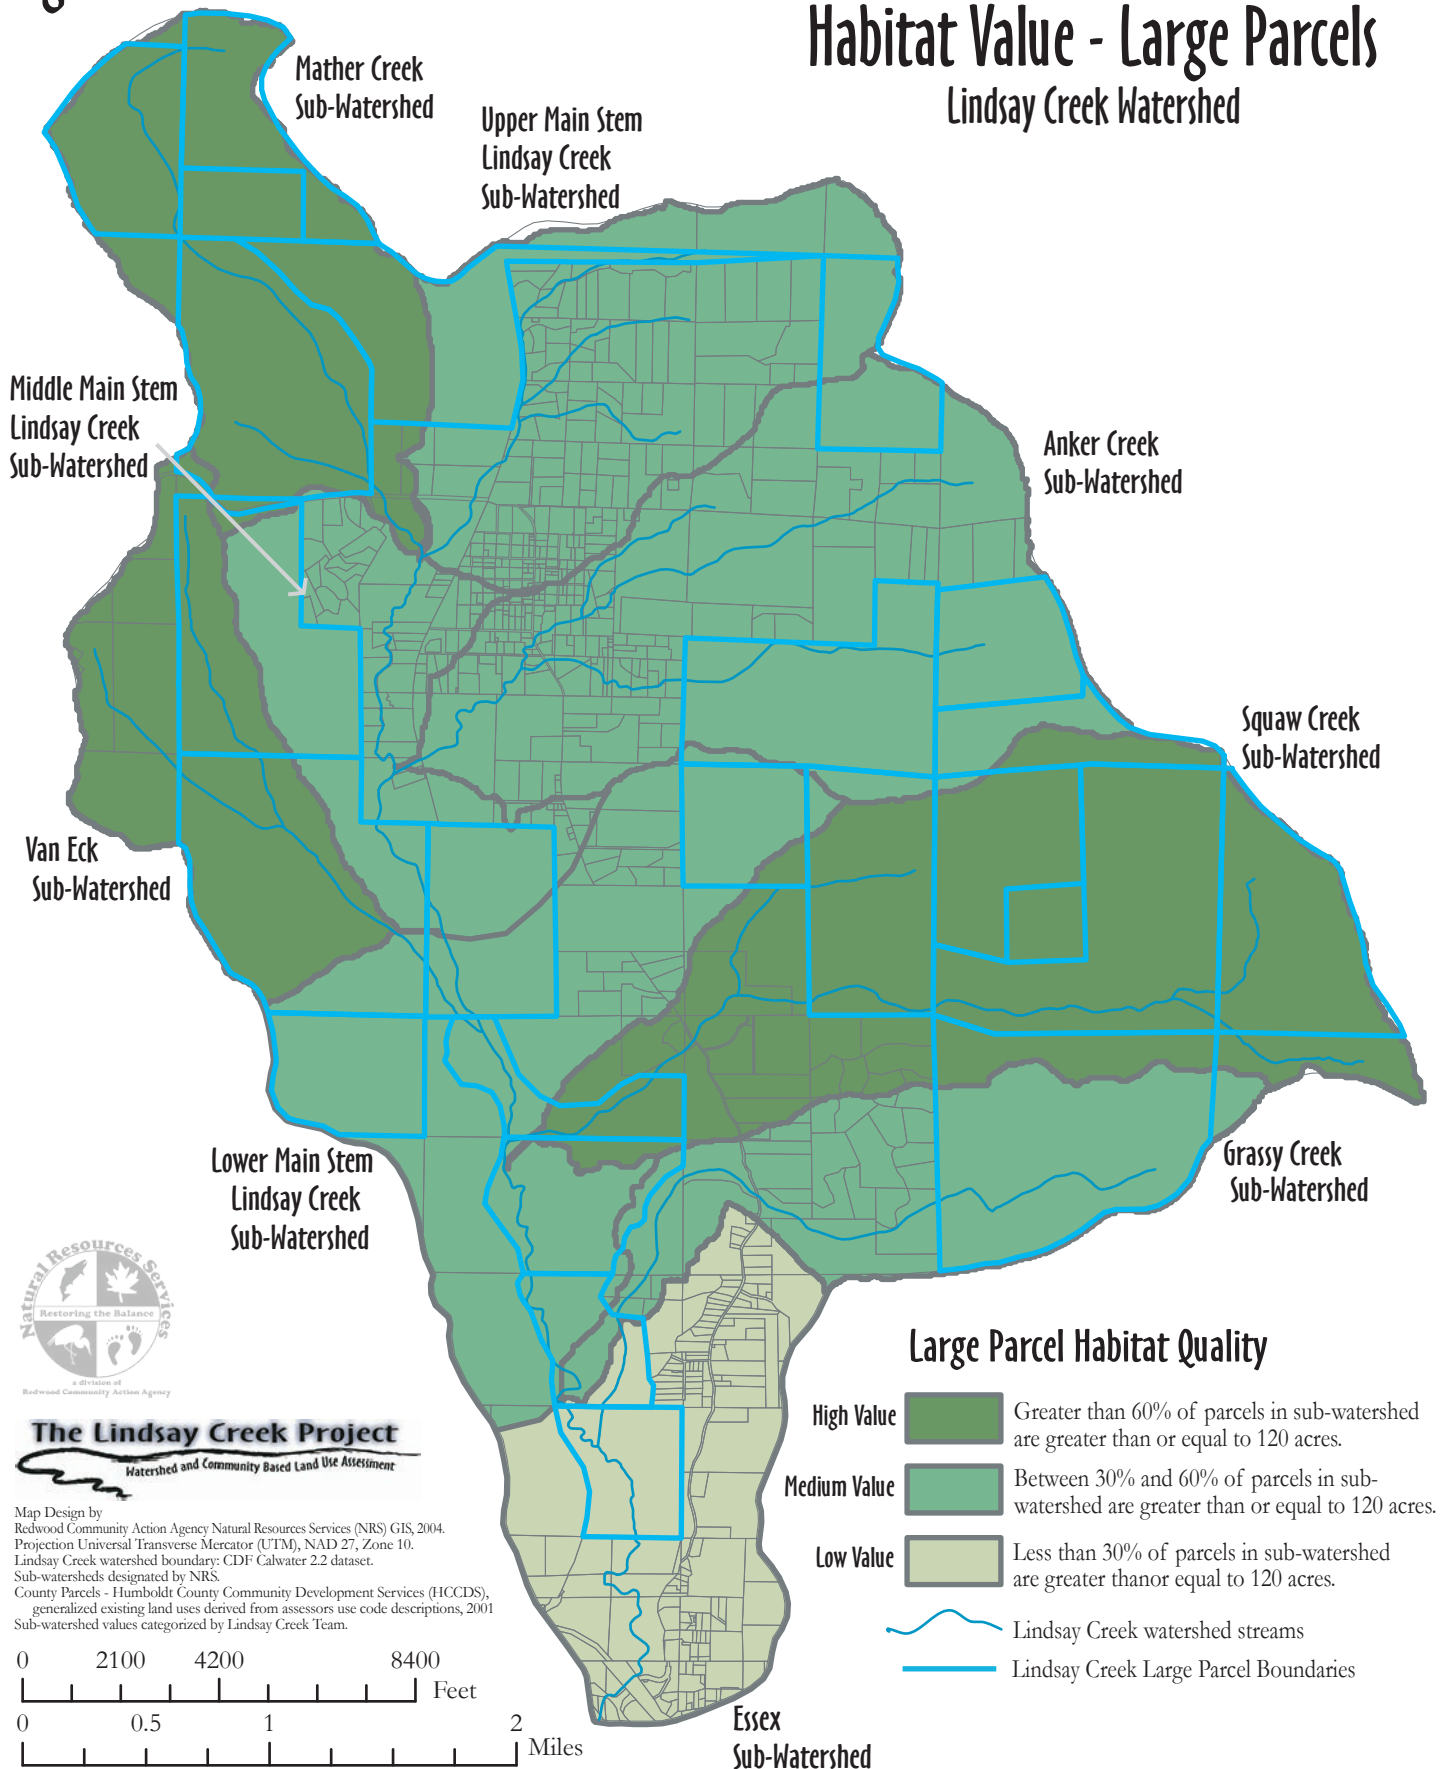 Habitat Value - Large Parcels
Lindsay Creek Watershed
Mather Creek
Sub-Watershed
Upper Main Stem
Lindsay Creek
Sub-Watershed
Middle Main Stem
Lindsay Creek
Sub-Watershed
Anker Creek
Sub-Watershed
Squaw Creek
Sub-Watershed
Van Eck
Sub-Watershed
Lower Main Stem
Lindsay Creek
Sub-Watershed
Grassy Creek
Sub-Watershed
Natural Resources Services
Restoring the Balance
a division of
Redwood Community Action Agency
The Lindsay Creek Project
Watershed and Community Based Land Use Assessment
Map Design by
Redwood Community Action Agency Natural Resources Services (NRS) GIS, 2004.
Projection Universal Transverse Mercator (UTM), NAD 27, Zone 10.
Lindsay Creek watershed boundary: CDF Calwater 2.2 dataset.
Sub-watersheds designated by NRS.
County Parcels - Humboldt County Community Development Services (HCCDS),
generalized existing land uses derived from assessors use code descriptions, 2001
Sub-watershed values categorized by Lindsay Creek Team.
0 2100 4200 8400
Feet
0 0.5 1 2
Miles
Large Parcel Habitat Quality
High Value
Greater than 60% of parcels in sub-watershed
are greater than or equal to 120 acres.
Medium Value
Between 30% and 60% of parcels in sub-
watershed are greater than or equal to 120 acres.
Low Value
Less than 30% of parcels in sub-watershed
are greater thanor equal to 120 acres.
Lindsay Creek watershed streams
Lindsay Creek Large Parcel Boundaries
Essex
Sub-Watershed